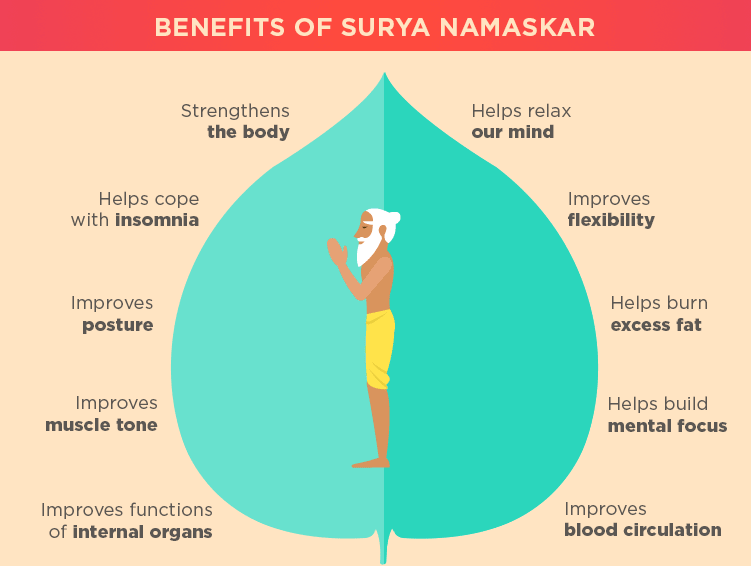 BENEFITS OF SURYA NAMASKAR
Strengthens
the body
Helps relax
our mind
Helps cope
with insomnia
Improves
flexibility
Improves
posture
Helps burn
excess fat
Improves
muscle tone
Helps build
mental focus
Improves functions
of internal organs
Improves
blood circulation